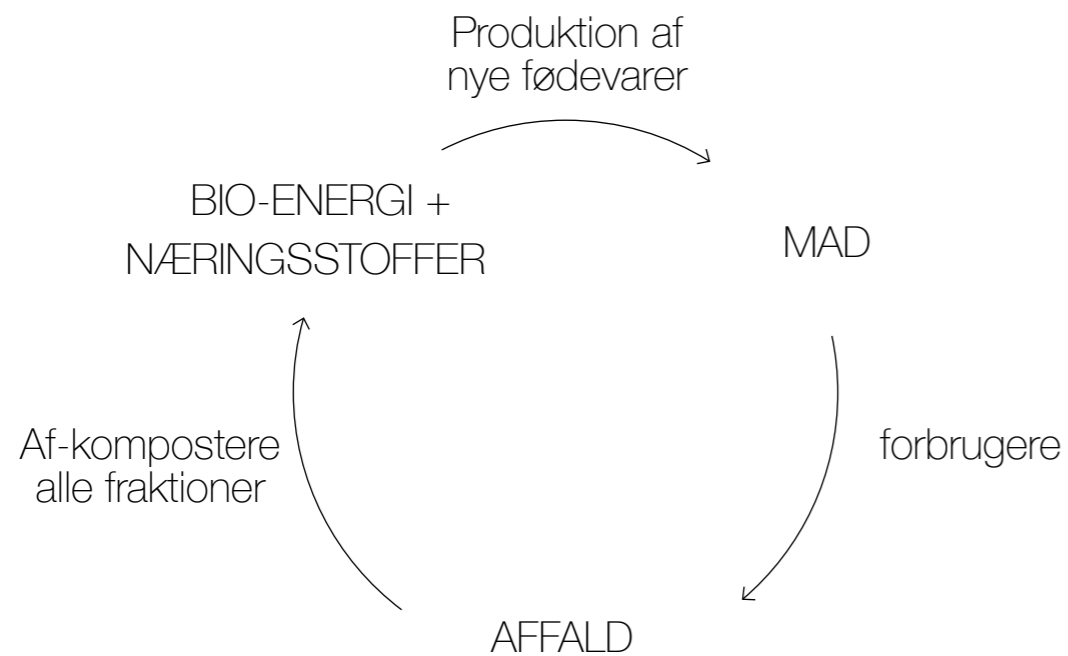 Produktion af
nye fødevarer
BIO-ENERGI +
NÆRINGSSTOFFER
MAD
Af-kompostere
alle fraktioner
forbrugere
AFFALD